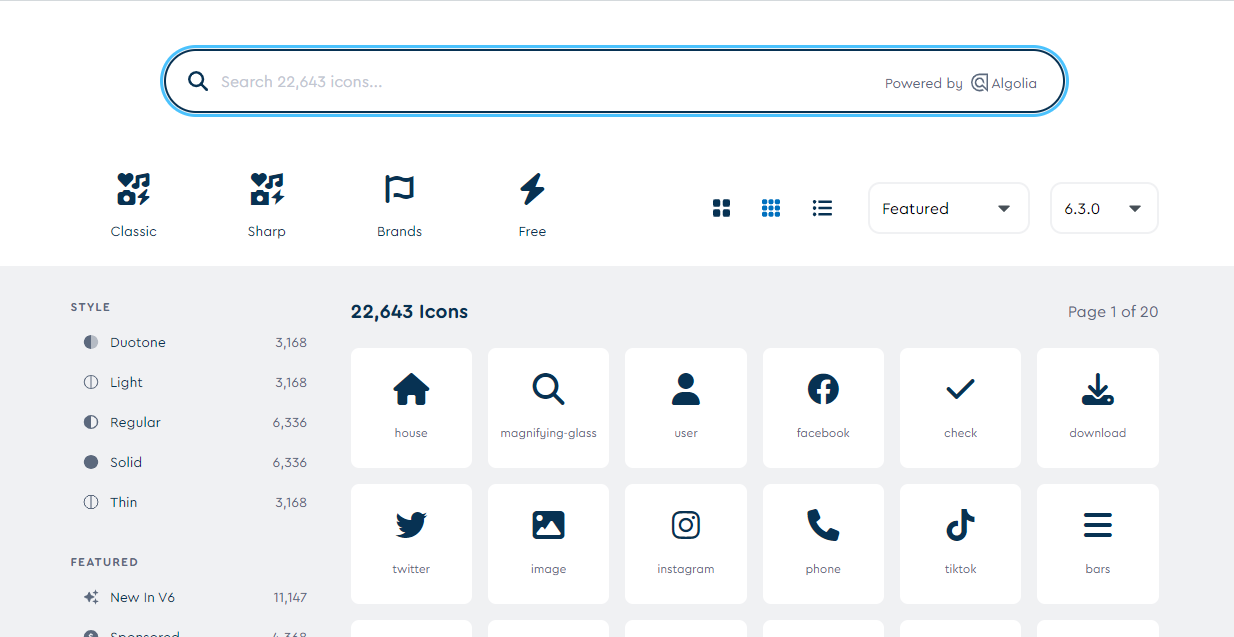 Search 22,643 icons...
Powered by Algolia
Classic
Sharp
Brands
Free
Featured
6.3.0
STYLE
Duotone 3,168
Light 3,168
Regular 6,336
Solid 6,336
Thin 3,168
FEATURED
New In V6 11,147
Sponsored 4,368
22,643 Icons
Page 1 of 20
house
magnifying-glass
user
facebook
check
download
twitter
image
instagram
phone
tiktok
bars